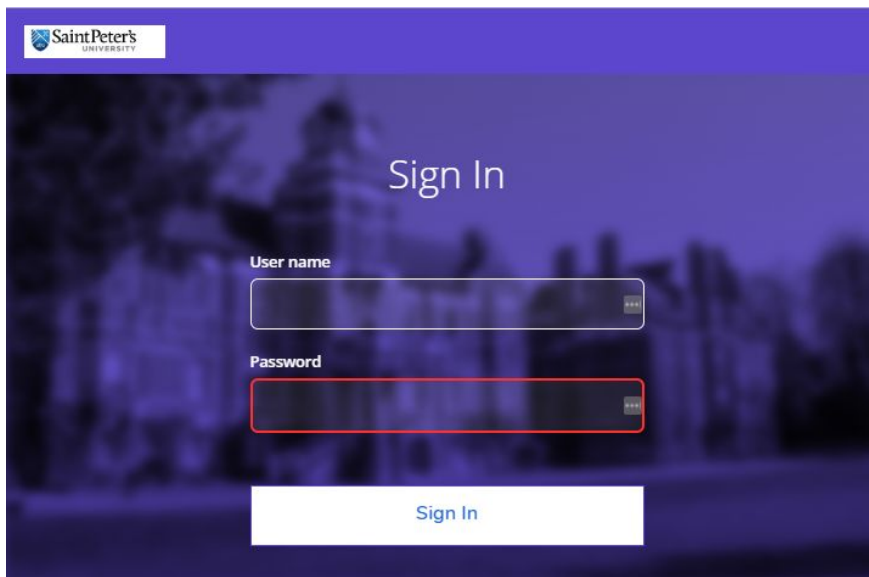 Saint Peter's
UNIVERSITY
Sign In
User name
Password
Sign In